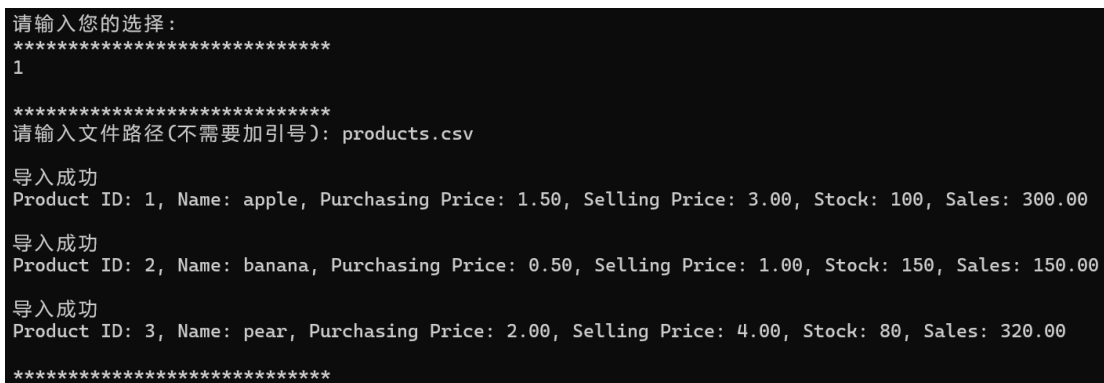 请输入您的选择:
*****************************
1
*****************************
请输入文件路径(不需要加引号): products.csv
导入成功
Product ID: 1, Name: apple, Purchasing Price: 1.50, Selling Price: 3.00, Stock: 100, Sales: 300.00
导入成功
Product ID: 2, Name: banana, Purchasing Price: 0.50, Selling Price: 1.00, Stock: 150, Sales: 150.00
导入成功
Product ID: 3, Name: pear, Purchasing Price: 2.00, Selling Price: 4.00, Stock: 80, Sales: 320.00
*****************************